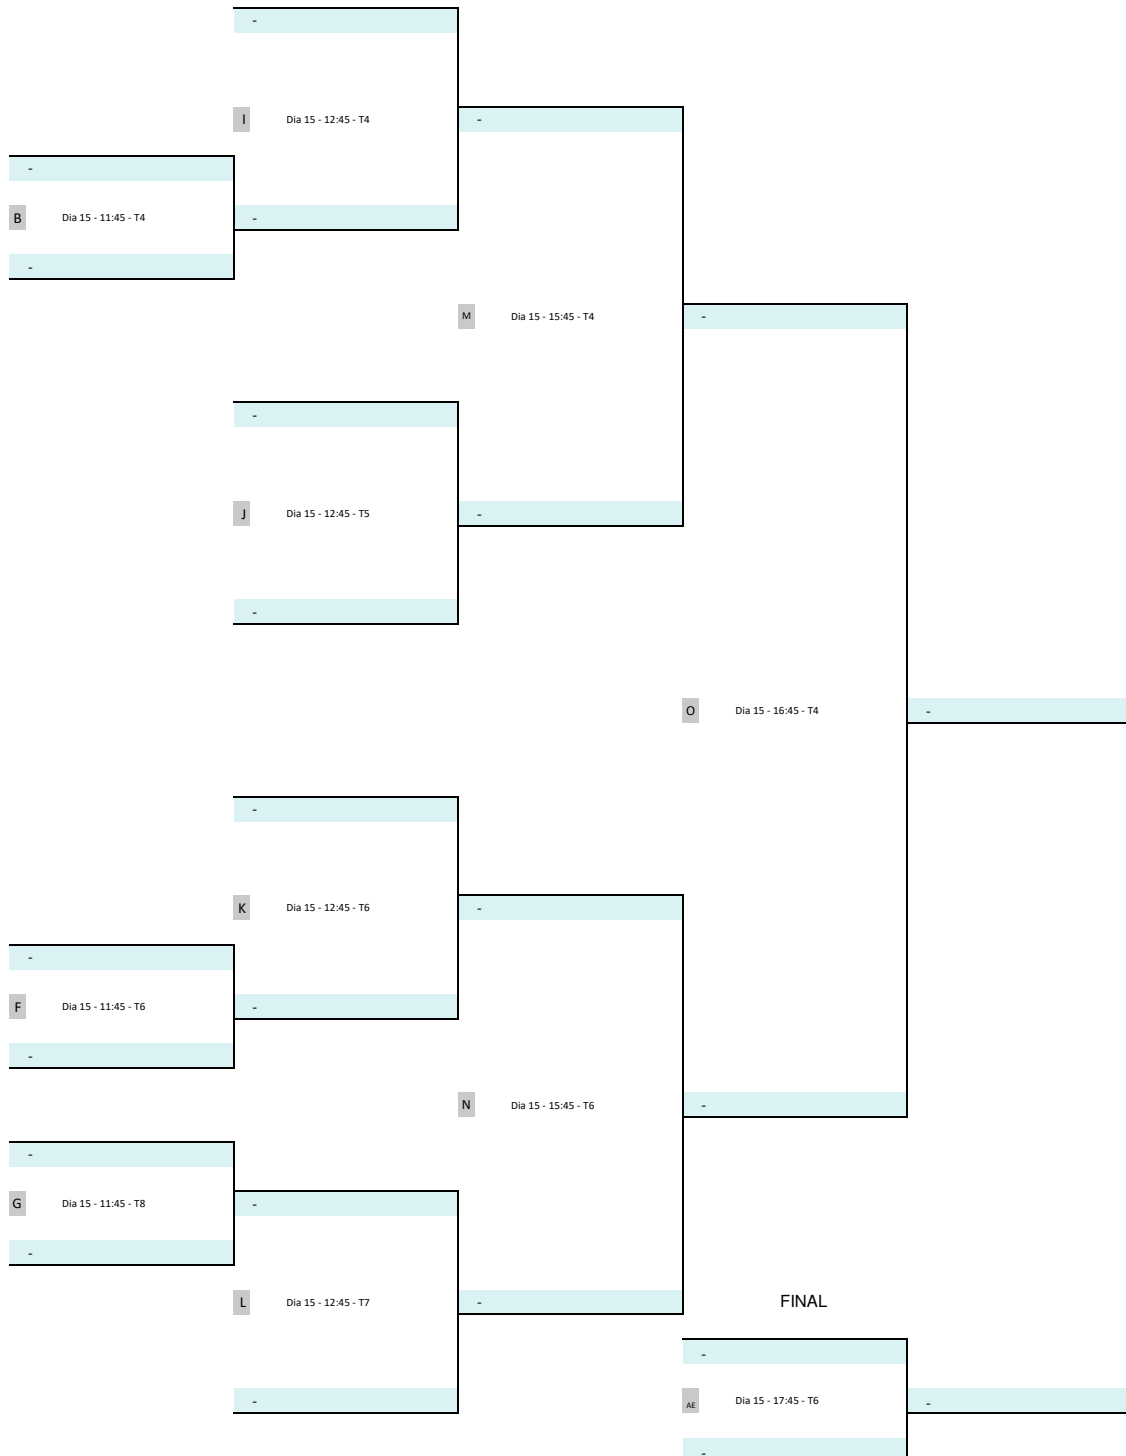 -
I Dia 15 - 12:45 - T4
-
-
B Dia 15 - 11:45 - T4
-
-
M Dia 15 - 15:45 - T4
-
-
J Dia 15 - 12:45 - T5
-
-
O Dia 15 - 16:45 - T4
-
-
K Dia 15 - 12:45 - T6
-
-
F Dia 15 - 11:45 - T6
-
-
N Dia 15 - 15:45 - T6
-
-
G Dia 15 - 11:45 - T8
-
-
L Dia 15 - 12:45 - T7
-
FINAL
-
AE Dia 15 - 17:45 - T6
-
-
-